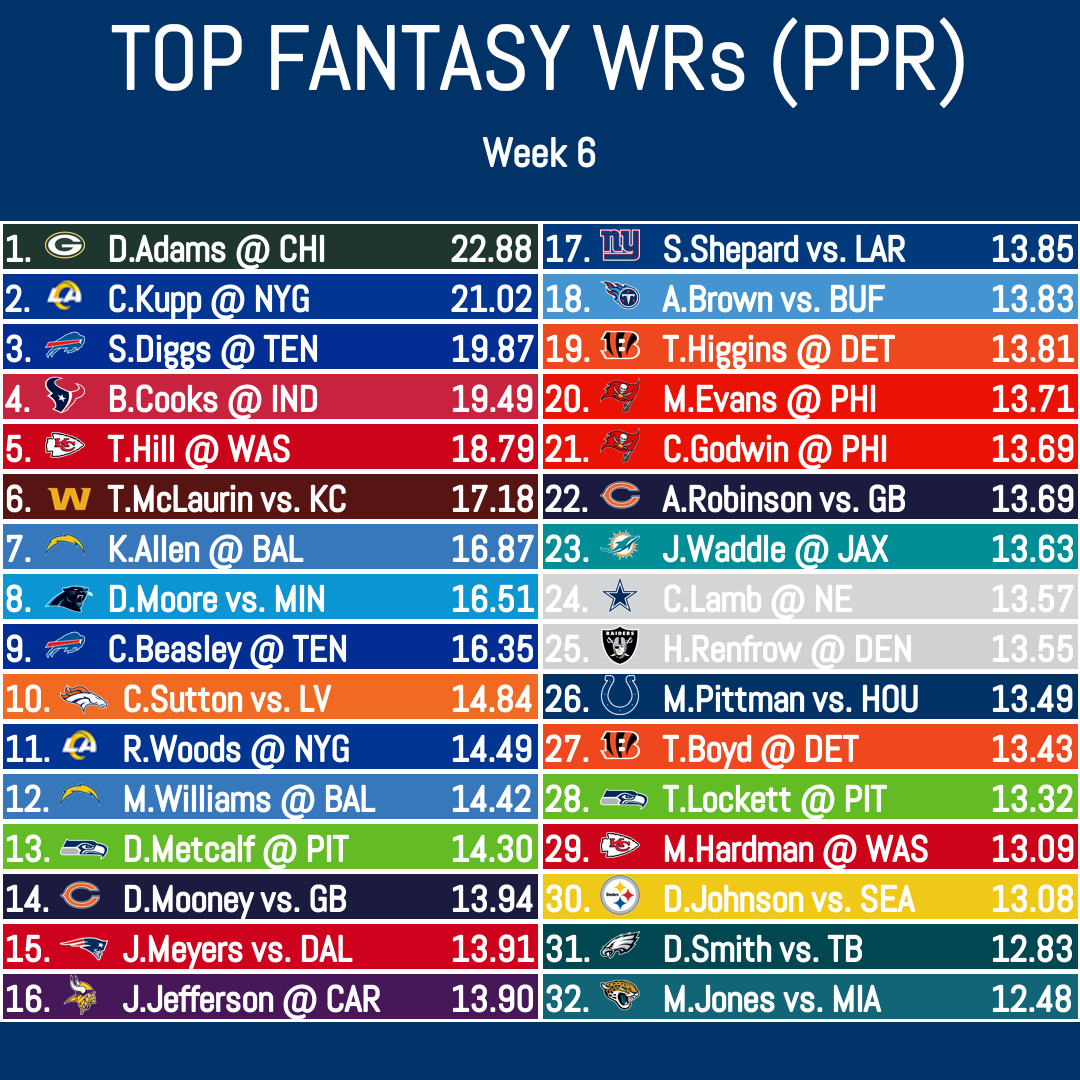 TOP FANTASY WRs (PPR)
Week 6
1. D.Adams @ CHI 22.88
2. C.Kupp @ NYG 21.02
3. S.Diggs @ TEN 19.87
4. B.Cooks @ IND 19.49
5. T.Hill @ WAS 18.79
6. W T.McLaurin vs. KC 17.18
7. K.Allen @ BAL 16.87
8. D.Moore vs. MIN 16.51
9. C.Beasley @ TEN 16.35
10. C.Sutton vs. LV 14.84
11. R.Woods @ NYG 14.49
12. M.Williams @ BAL 14.42
13. D.Metcalf @ PIT 14.30
14. D.Mooney vs. GB 13.94
15. J.Meyers vs. DAL 13.91
16. J.Jefferson @ CAR 13.90
17. ny S.Shepard vs. LAR 13.85
18. A.Brown vs. BUF 13.83
19. T.Higgins @ DET 13.81
20. M.Evans @ PHI 13.71
21. C.Godwin @ PHI 13.69
22. A.Robinson vs. GB 13.69
23. J.Waddle @ JAX 13.63
24. C.Lamb @ NE 13.57
25. RAIDERS H.Renfrow @ DEN 13.55
26. M.Pittman vs. HOU 13.49
27. T.Boyd @ DET 13.43
28. T.Lockett @ PIT 13.32
29. M.Hardman @ WAS 13.09
30. D.Johnson vs. SEA 13.08
31. D.Smith vs. TB 12.83
32. M.Jones vs. MIA 12.48